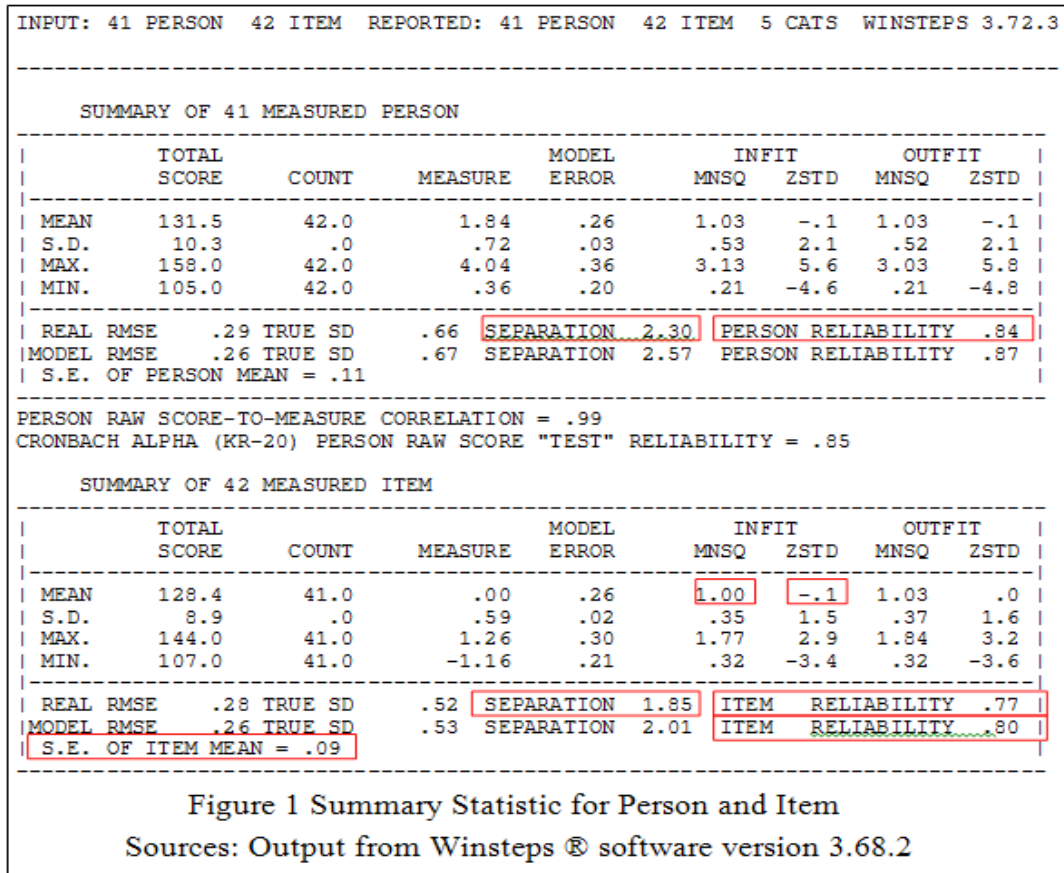 INPUT: 41 PERSON 42 ITEM REPORTED: 41 PERSON 42 ITEM 5 CATS WINSTEPS 3.72.3
--------------------------------------------------------------------------------
SUMMARY OF 41 MEASURED PERSON
-------------------------------------------------------------------------------
| TOTAL MODEL INFIT OUTFIT |
| SCORE COUNT MEASURE ERROR MNSQ ZSTD MNSQ ZSTD |
|-----------------------------------------------------------------------------|
| MEAN 131.5 42.0 1.84 .26 1.03 -.1 1.03 -.1 |
| S.D. 10.3 .0 .72 .03 .53 2.1 .52 2.1 |
| MAX. 158.0 42.0 4.04 .36 3.13 5.6 3.03 5.8 |
| MIN. 105.0 42.0 .36 .20 .21 -4.6 .21 -4.8 |
|-----------------------------------------------------------------------------|
| REAL RMSE .29 TRUE SD .66 SEPARATION 2.30 PERSON RELIABILITY .84 |
|MODEL RMSE .26 TRUE SD .67 SEPARATION 2.57 PERSON RELIABILITY .87 |
| S.E. OF PERSON MEAN = .11 |
-------------------------------------------------------------------------------
PERSON RAW SCORE-TO-MEASURE CORRELATION = .99
CRONBACH ALPHA (KR-20) PERSON RAW SCORE "TEST" RELIABILITY = .85
SUMMARY OF 42 MEASURED ITEM
-------------------------------------------------------------------------------
| TOTAL MODEL INFIT OUTFIT |
| SCORE COUNT MEASURE ERROR MNSQ ZSTD MNSQ ZSTD |
|-----------------------------------------------------------------------------|
| MEAN 128.4 41.0 .00 .26 1.00 -.1 1.03 .0 |
| S.D. 8.9 .0 .59 .02 .35 1.5 .37 1.6 |
| MAX. 144.0 41.0 1.26 .30 1.77 2.9 1.84 3.2 |
| MIN. 107.0 41.0 -1.16 .21 .32 -3.4 .32 -3.6 |
|-----------------------------------------------------------------------------|
| REAL RMSE .28 TRUE SD .52 SEPARATION 1.85 ITEM RELIABILITY .77 |
|MODEL RMSE .26 TRUE SD .53 SEPARATION 2.01 ITEM RELIABILITY .80 |
| S.E. OF ITEM MEAN = .09 |
-------------------------------------------------------------------------------
Figure 1 Summary Statistic for Person and Item
Sources: Output from Winsteps ® software version 3.68.2